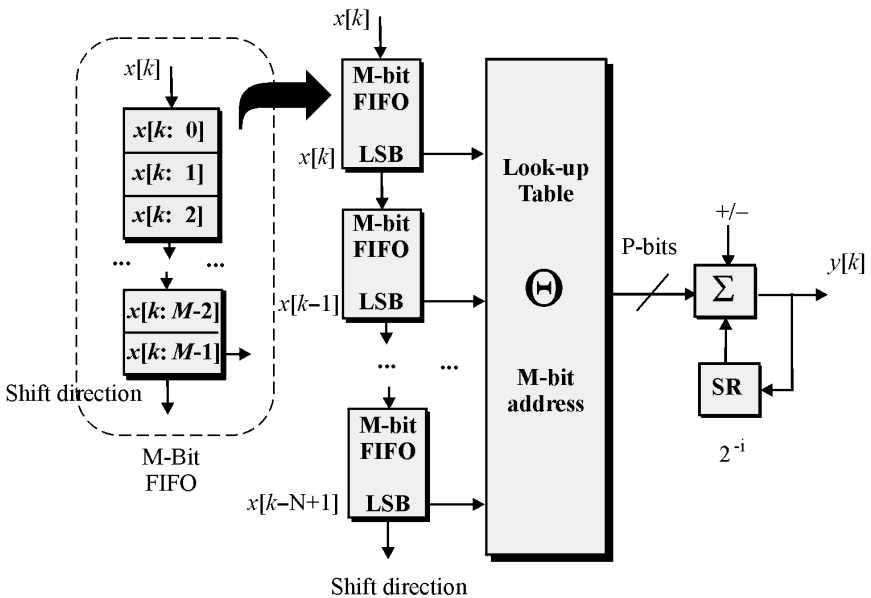 x[k]
x[k: 0]
x[k: 1]
x[k: 2]
... ...
x[k: M-2]
x[k: M-1]
Shift direction
M-Bit
FIFO
x[k]
M-bit
FIFO
LSB
x[k]
M-bit
FIFO
LSB
x[k–1]
... ...
M-bit
FIFO
LSB
x[k–N+1]
Shift direction
Look-up
Table
Θ
M-bit
address
P-bits
+/–
Σ
y[k]
SR
2⁻ⁱ